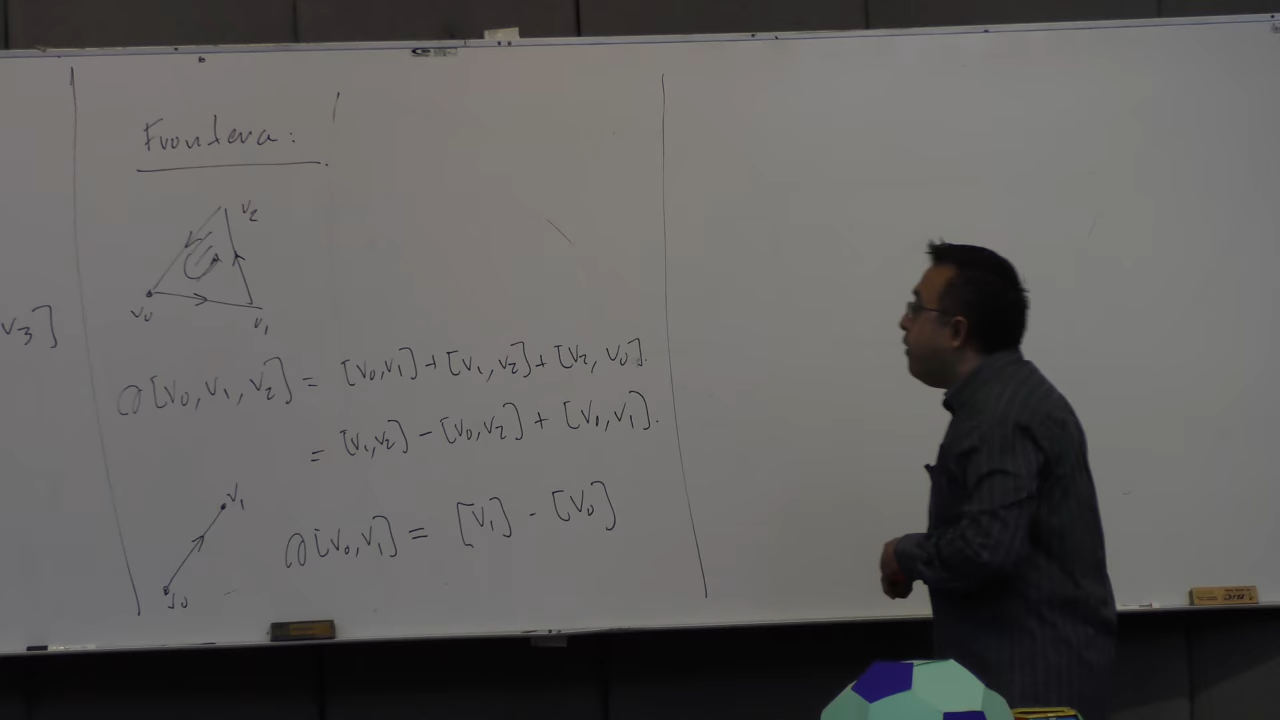 Frontera:
v₂
v₀
v₁
v₃]
∂[v₀,v₁,v₂] = [v₀,v₁]+[v₁,v₂]+[v₂,v₀].
= [v₁,v₂]-[v₀,v₂]+[v₀,v₁].
v₁
∂[v₀,v₁] = [v₁]-[v₀]
v₀
BIC